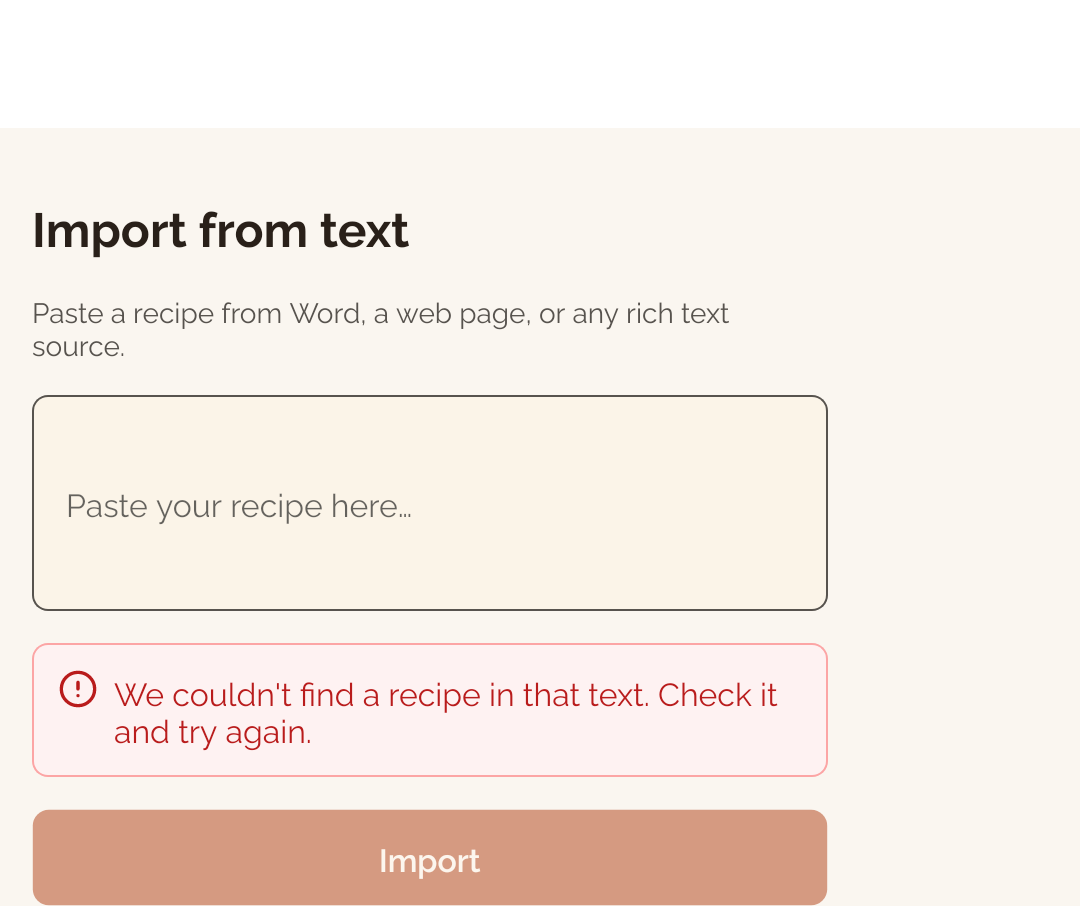 Import from text
Paste a recipe from Word, a web page, or any rich text
source.
Paste your recipe here...
We couldn't find a recipe in that text. Check it
and try again.
Import